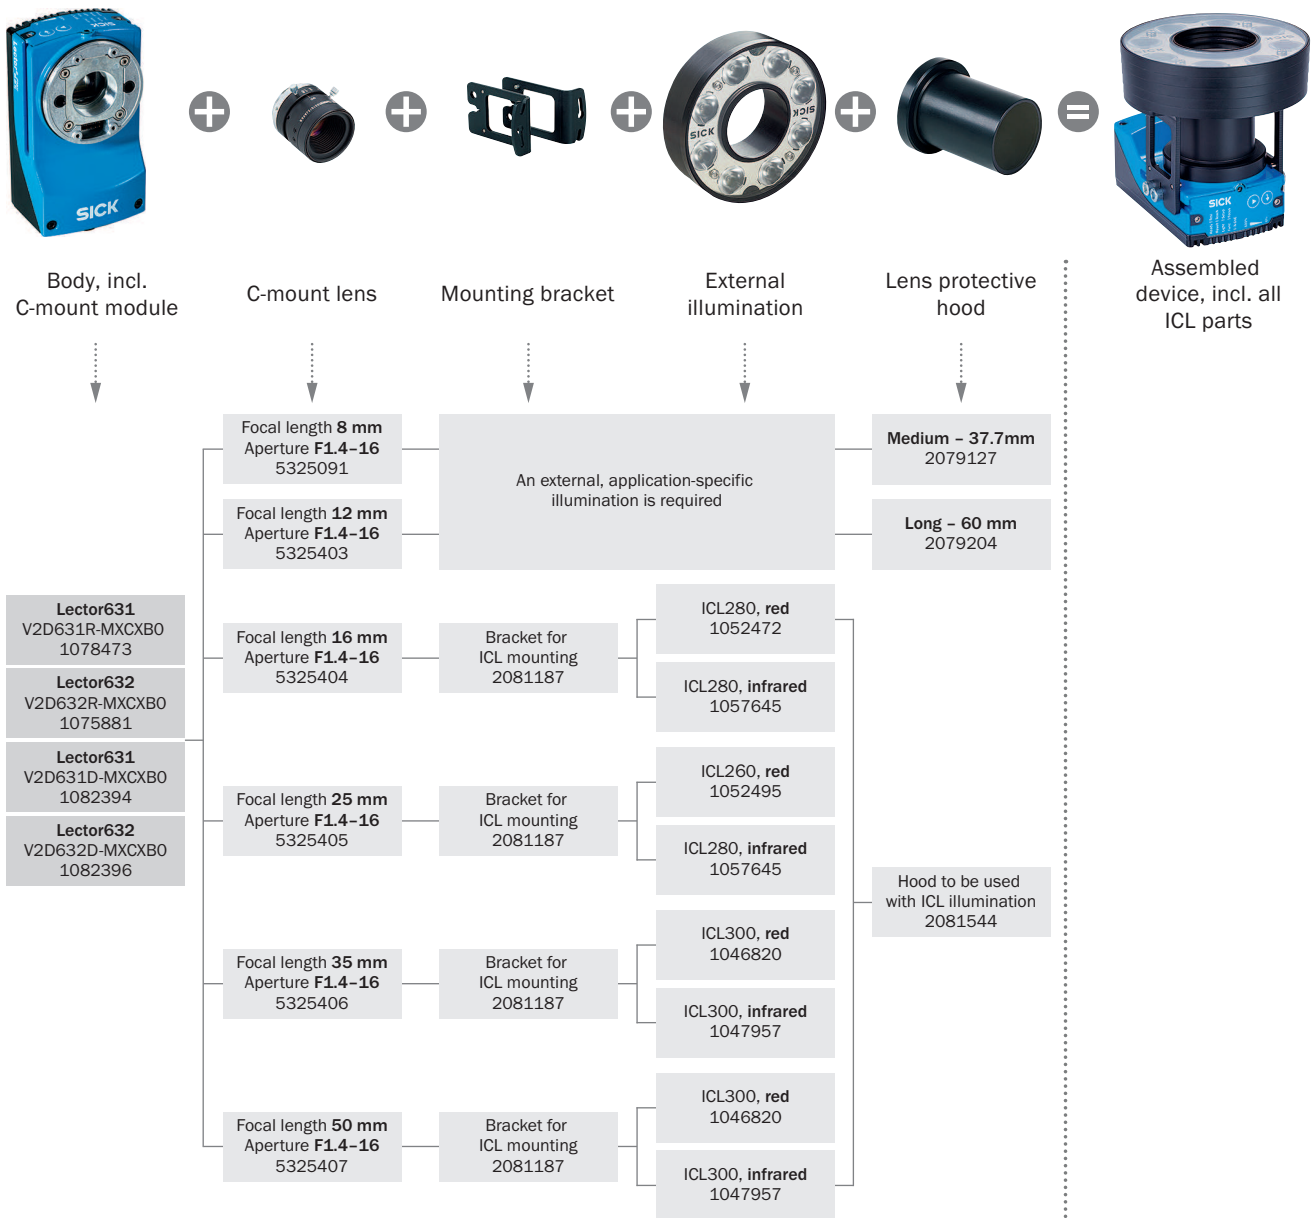 SICK
SICK
SICK
SICK
SICK
Body, incl.
C-mount module
C-mount lens
Mounting bracket
External
illumination
Lens protective
hood
Assembled
device, incl. all
ICL parts
Focal length 8 mm
Aperture F1.4–16
5325091
An external, application-specific
illumination is required
Medium – 37.7mm
2079127
Focal length 12 mm
Aperture F1.4–16
5325403
Long – 60 mm
2079204
Lector631
V2D631R-MXCXB0
1078473
Lector632
V2D632R-MXCXB0
1075881
Lector631
V2D631D-MXCXB0
1082394
Lector632
V2D632D-MXCXB0
1082396
Focal length 16 mm
Aperture F1.4–16
5325404
Bracket for
ICL mounting
2081187
ICL280, red
1052472
ICL280, infrared
1057645
Focal length 25 mm
Aperture F1.4–16
5325405
Bracket for
ICL mounting
2081187
ICL260, red
1052495
ICL280, infrared
1057645
Focal length 35 mm
Aperture F1.4–16
5325406
Bracket for
ICL mounting
2081187
ICL300, red
1046820
ICL300, infrared
1047957
Focal length 50 mm
Aperture F1.4–16
5325407
Bracket for
ICL mounting
2081187
ICL300, red
1046820
ICL300, infrared
1047957
Hood to be used
with ICL illumination
2081544